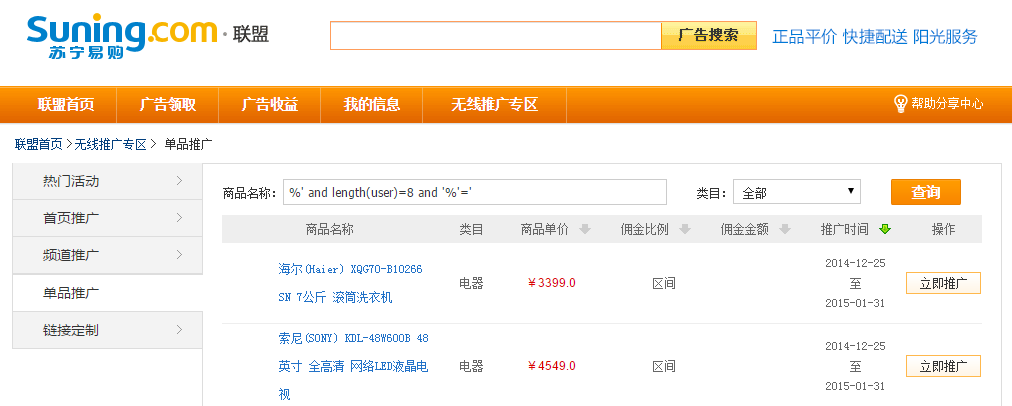 Suning.com · 联盟
苏宁易购
广告搜索
正品平价 快捷配送 阳光服务
联盟首页 广告领取 广告收益 我的信息 无线推广专区 帮助分享中心
联盟首页 > 无线推广专区 > 单品推广
热门活动
首页推广
频道推广
单品推广
链接定制
商品名称: %' and length(user)=8 and '%'=' 类目: 全部 查询
商品名称 类目 商品单价 佣金比例 佣金金额 推广时间 操作
海尔(Haier) XQG70-B10266
SN 7公斤 滚筒洗衣机
电器 ¥3399.0 区间
2014-12-25
至
2015-01-31
立即推广
索尼(SONY) KDL-48W600B 48
英寸 全高清 网络LED液晶电
视
电器 ¥4549.0 区间
2014-12-25
至
2015-01-31
立即推广